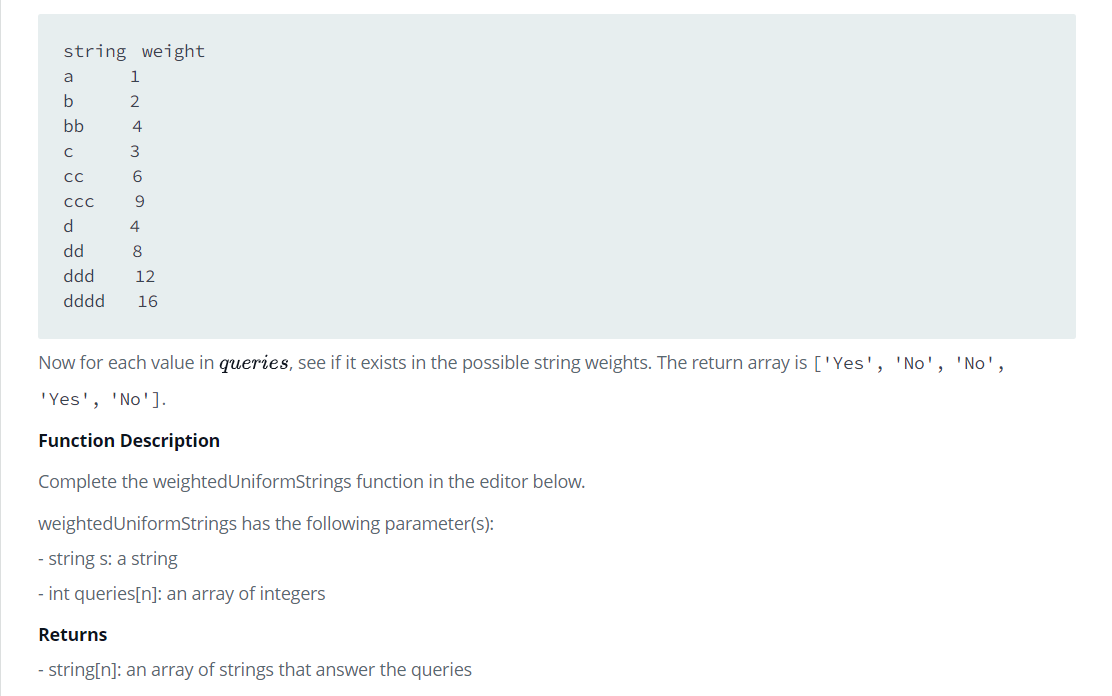 string weight
a 1
b 2
bb 4
c 3
cc 6
ccc 9
d 4
dd 8
ddd 12
dddd 16
Now for each value in queries, see if it exists in the possible string weights. The return array is ['Yes', 'No', 'No',
'Yes', 'No'].
Function Description
Complete the weightedUniformStrings function in the editor below.
weightedUniformStrings has the following parameter(s):
- string s: a string
- int queries[n]: an array of integers
Returns
- string[n]: an array of strings that answer the queries